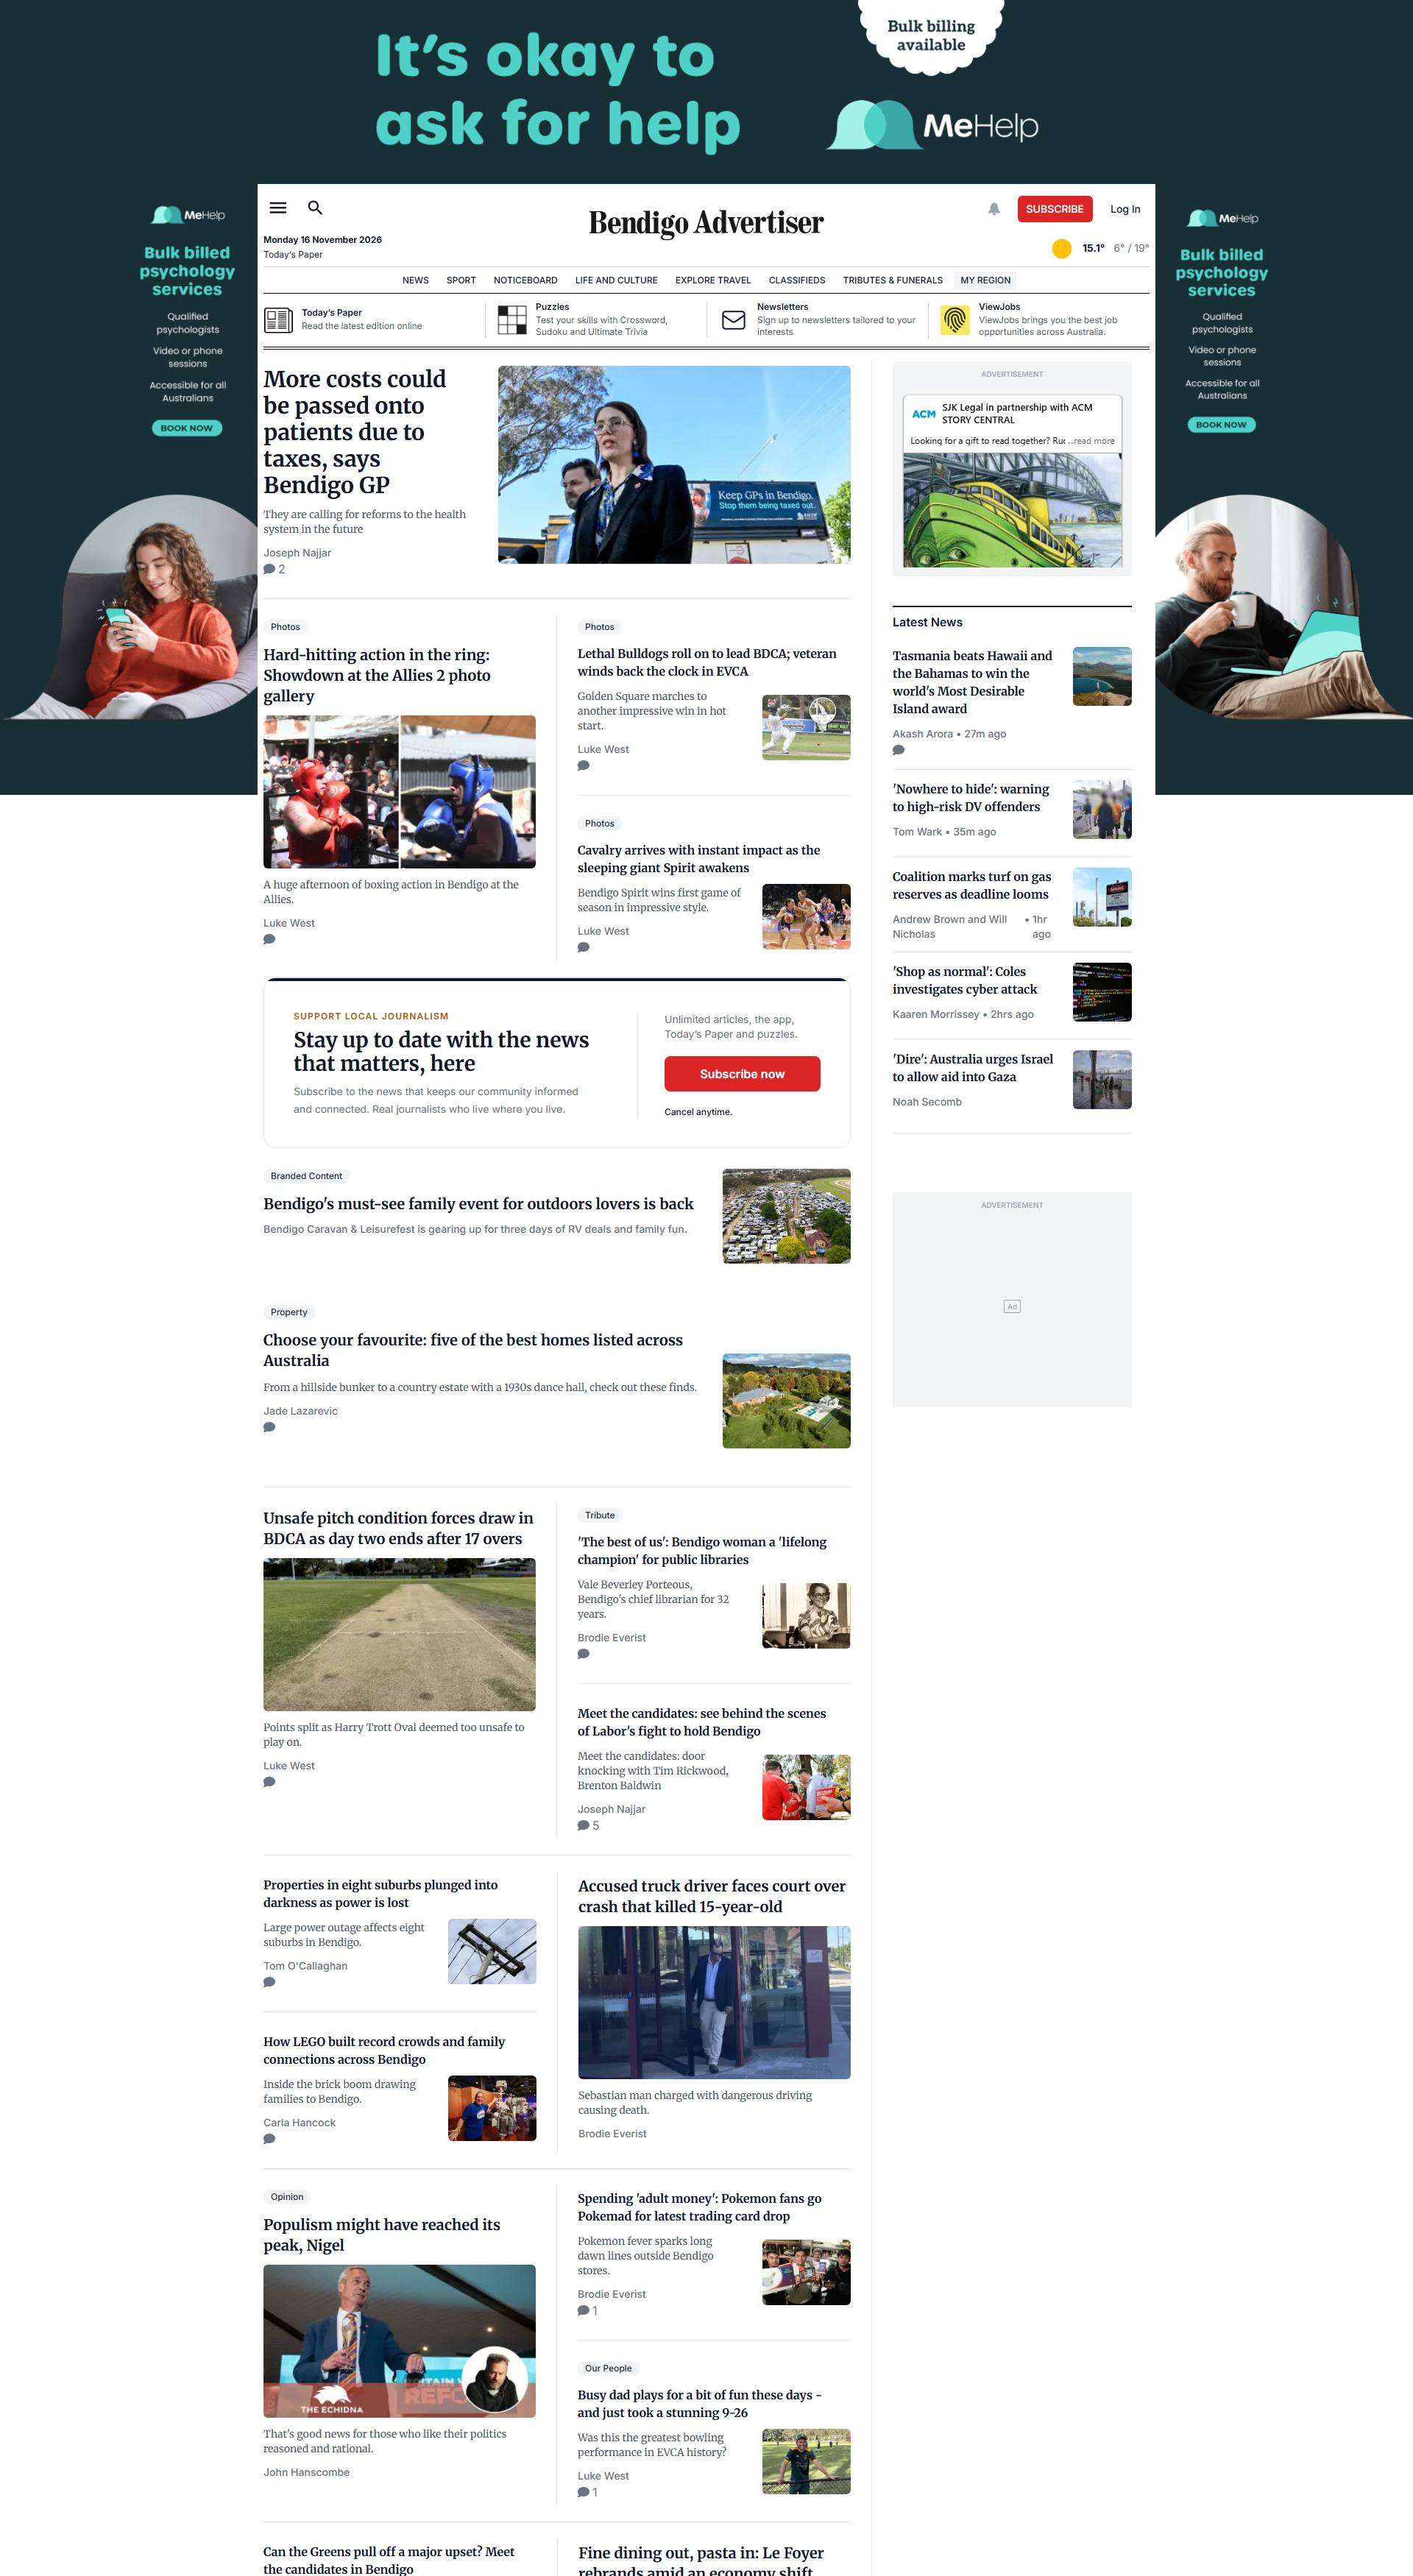 It's okay to
ask for help
Bulk billing
available
MeHelp
MeHelp
Bulk billed
psychology
services
Qualified
psychologists
Video or phone
sessions
Accessible for all
Australians
BOOK NOW
MeHelp
Bulk billed
psychology
services
Qualified
psychologists
Video or phone
sessions
Accessible for all
Australians
BOOK NOW
Bendigo Advertiser
SUBSCRIBE
Log In
Monday 16 November 2026
Today's Paper
15.1° 6° / 19°
NEWS SPORT NOTICEBOARD LIFE AND CULTURE EXPLORE TRAVEL CLASSIFIEDS TRIBUTES & FUNERALS MY REGION
Today's Paper
Read the latest edition online
Puzzles
Test your skills with Crossword,
Sudoku and Ultimate Trivia
Newsletters
Sign up to newsletters tailored to your
interests
ViewJobs
ViewJobs brings you the best job
opportunities across Australia.
More costs could
be passed onto
patients due to
taxes, says
Bendigo GP
They are calling for reforms to the health
system in the future
Joseph Najjar
2
Keep GPs in Bendigo.
Stop them being taxed out.
Photos
Hard-hitting action in the ring:
Showdown at the Allies 2 photo
gallery
A huge afternoon of boxing action in Bendigo at the
Allies.
Luke West
Photos
Lethal Bulldogs roll on to lead BDCA; veteran
winds back the clock in EVCA
Golden Square marches to
another impressive win in hot
start.
Luke West
Photos
Cavalry arrives with instant impact as the
sleeping giant Spirit awakens
Bendigo Spirit wins first game of
season in impressive style.
Luke West
SUPPORT LOCAL JOURNALISM
Stay up to date with the news
that matters, here
Subscribe to the news that keeps our community informed
and connected. Real journalists who live where you live.
Unlimited articles, the app,
Today's Paper and puzzles.
Subscribe now
Cancel anytime.
Branded Content
Bendigo's must-see family event for outdoors lovers is back
Bendigo Caravan & Leisurefest is gearing up for three days of RV deals and family fun.
Property
Choose your favourite: five of the best homes listed across
Australia
From a hillside bunker to a country estate with a 1930s dance hall, check out these finds.
Jade Lazarevic
Unsafe pitch condition forces draw in
BDCA as day two ends after 17 overs
Points split as Harry Trott Oval deemed too unsafe to
play on.
Luke West
Tribute
'The best of us': Bendigo woman a 'lifelong
champion' for public libraries
Vale Beverley Porteous,
Bendigo's chief librarian for 32
years.
Brodie Everist
Meet the candidates: see behind the scenes
of Labor's fight to hold Bendigo
Meet the candidates: door
knocking with Tim Rickwood,
Brenton Baldwin
Joseph Najjar
5
Properties in eight suburbs plunged into
darkness as power is lost
Large power outage affects eight
suburbs in Bendigo.
Tom O'Callaghan
How LEGO built record crowds and family
connections across Bendigo
Inside the brick boom drawing
families to Bendigo.
Carla Hancock
Accused truck driver faces court over
crash that killed 15-year-old
Sebastian man charged with dangerous driving
causing death.
Brodie Everist
Opinion
Populism might have reached its
peak, Nigel
THE ECHIDNA
That's good news for those who like their politics
reasoned and rational.
John Hanscombe
Spending 'adult money': Pokemon fans go
Pokemad for latest trading card drop
Pokemon fever sparks long
dawn lines outside Bendigo
stores.
Brodie Everist
1
Our People
Busy dad plays for a bit of fun these days -
and just took a stunning 9-26
Was this the greatest bowling
performance in EVCA history?
Luke West
1
Can the Greens pull off a major upset? Meet
the candidates in Bendigo
Fine dining out, pasta in: Le Foyer
rebrands amid an economy shift
ADVERTISEMENT
ACM
SJK Legal in partnership with ACM
STORY CENTRAL
Looking for a gift to read together? Ruc ...read more
Latest News
Tasmania beats Hawaii and
the Bahamas to win the
world's Most Desirable
Island award
Akash Arora • 27m ago
'Nowhere to hide': warning
to high-risk DV offenders
Tom Wark • 35m ago
Coalition marks turf on gas
reserves as deadline looms
Andrew Brown and Will
Nicholas
• 1hr
ago
'Shop as normal': Coles
investigates cyber attack
Kaaren Morrissey • 2hrs ago
'Dire': Australia urges Israel
to allow aid into Gaza
Noah Secomb
ADVERTISEMENT
Ad